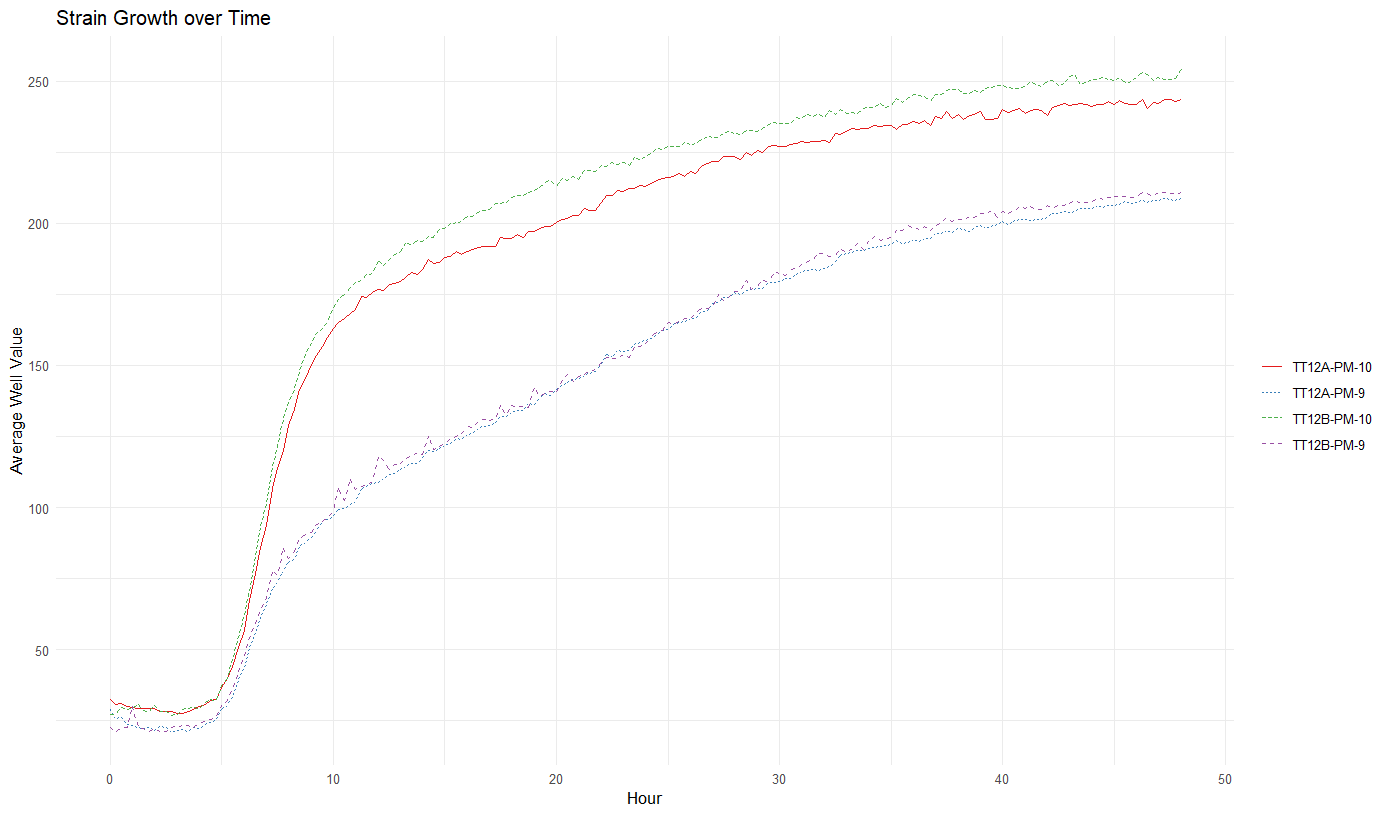 Strain Growth over Time
Average Well Value
250
200
150
100
50
0 10 20 30 40 50
Hour
TT12A-PM-10
TT12A-PM-9
TT12B-PM-10
TT12B-PM-9